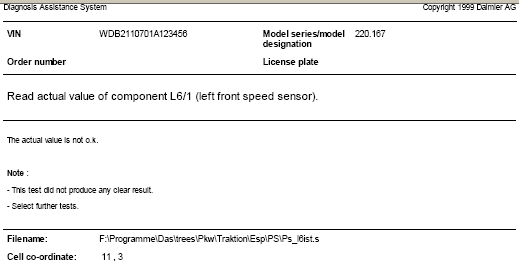 Diagnosis Assistance System Copyright 1999 Daimler AG
VIN WDB2110701A123456 Model series/model designation 220.167
Order number License plate
Read actual value of component L6/1 (left front speed sensor).
The actual value is not o.k.
Note :
- This test did not produce any clear result.
- Select further tests.
Filename: F:\Programme\Das\trees\Pkw\Traktion\Esp\PS\Ps_l6ist.s
Cell co-ordinate: 11 , 3